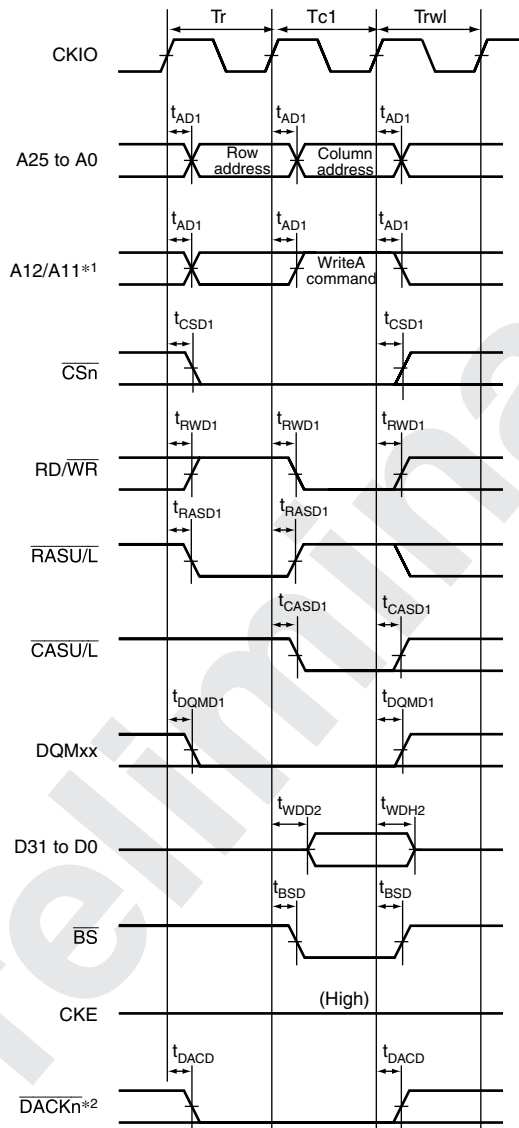 Tr Tc1 Trwl
CKIO
tAD1 tAD1 tAD1
A25 to A0 Row address Column address
tAD1 tAD1 tAD1
A12/A11*1 WriteA command
tCSD1 tCSD1
CSn
tRWD1 tRWD1 tRWD1
RD/WR
tRASD1 tRASD1
RASU/L
tCASD1 tCASD1
CASU/L
tDQMD1 tDQMD1
DQMxx
tWDD2 tWDH2
D31 to D0
tBSD tBSD
BS
(High)
CKE
tDACD tDACD
DACKn*2
relimina